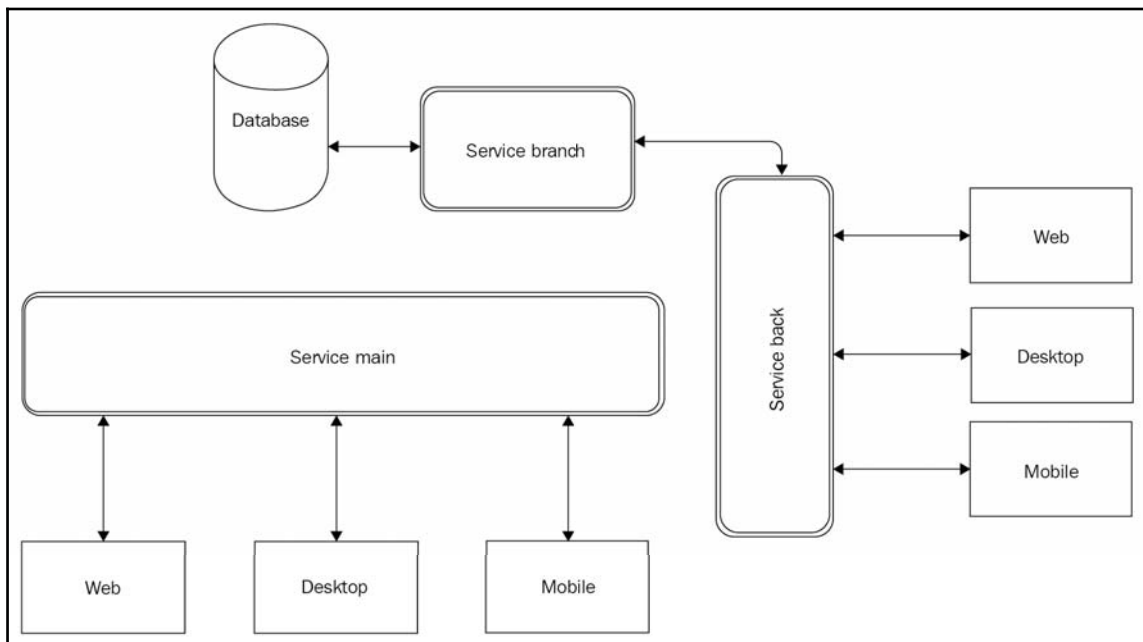 Database
Service branch
Web
Service main
Service back
Desktop
Mobile
Web
Desktop
Mobile